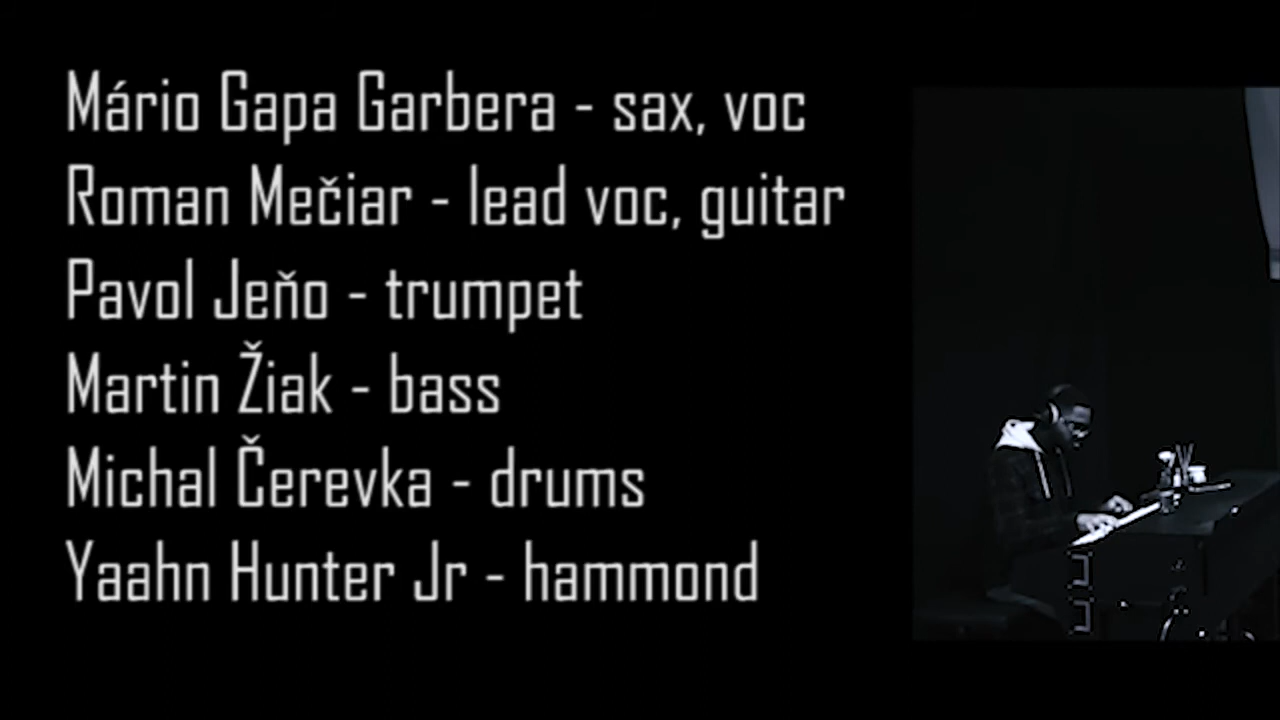 Mário Gapa Garbera - sax, voc
Roman Mečiar - lead voc, guitar
Pavol Jeňo - trumpet
Martin Žiak - bass
Michal Čerevka - drums
Yaahn Hunter Jr - hammond